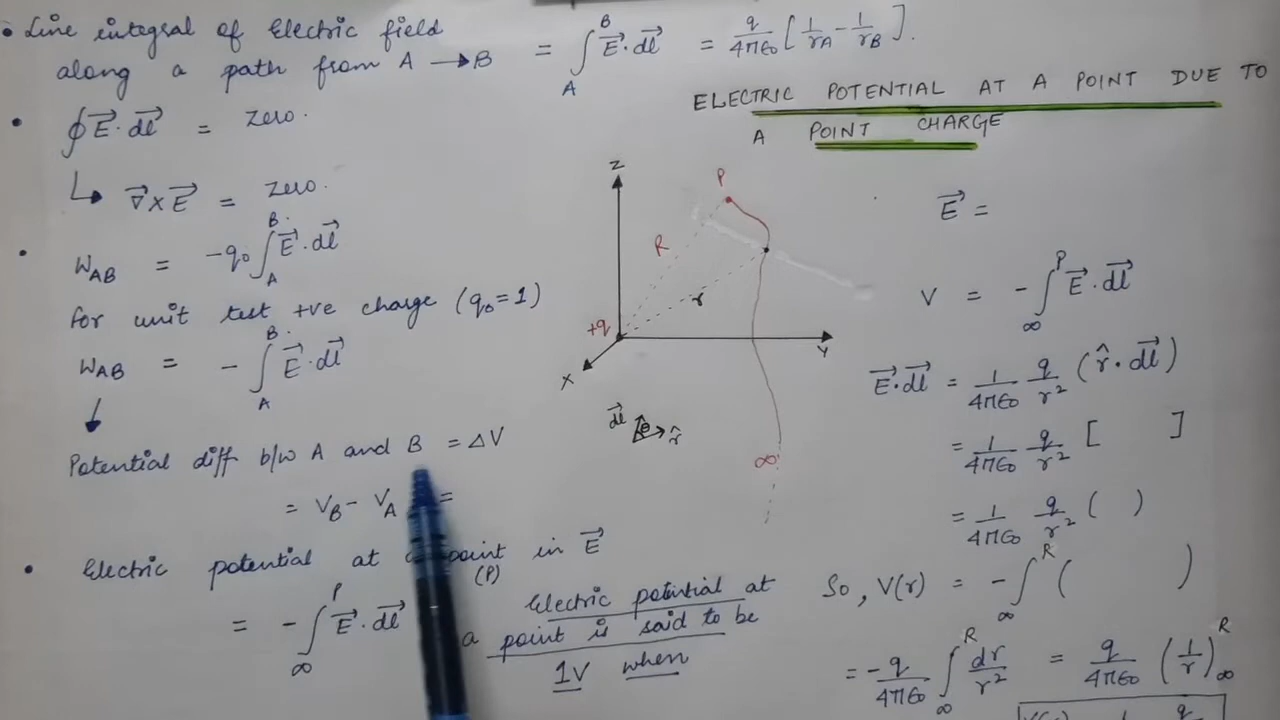 • Line integral of Electric field
along a path from A → B = ∫_A^B E⃗·dl⃗ = q/4πϵ₀ [1/r_A − 1/r_B].
• ∮E⃗·dl⃗ = zero.
↳ ∇⃗×E⃗ = zero.
• W_AB = −q₀∫_A^B E⃗·dl⃗
for unit test +ve charge (q₀=1)
W_AB = −∫_A^B E⃗·dl⃗
↓
Potential diff b/w A and B = ΔV
= V_B − V_A =
• Electric potential at point in E⃗
(P)
= −∫_∞^P E⃗·dl⃗
Electric potential at
a point is said to be
1V when
ELECTRIC POTENTIAL AT A POINT DUE TO
A POINT CHARGE
Z
P
R
r
+q
Y
X
dl⃗ θ r̂
∞
E⃗ =
V = −∫_∞^P E⃗·dl⃗
E⃗·dl⃗ = 1/4πϵ₀ q/r² (r̂·dl⃗)
= 1/4πϵ₀ q/r² [ ]
= 1/4πϵ₀ q/r² ( )
So, V(r) = −∫_∞^R ( )
= −q/4πϵ₀ ∫_∞^R dr/r² = q/4πϵ₀ (1/r)_∞^R